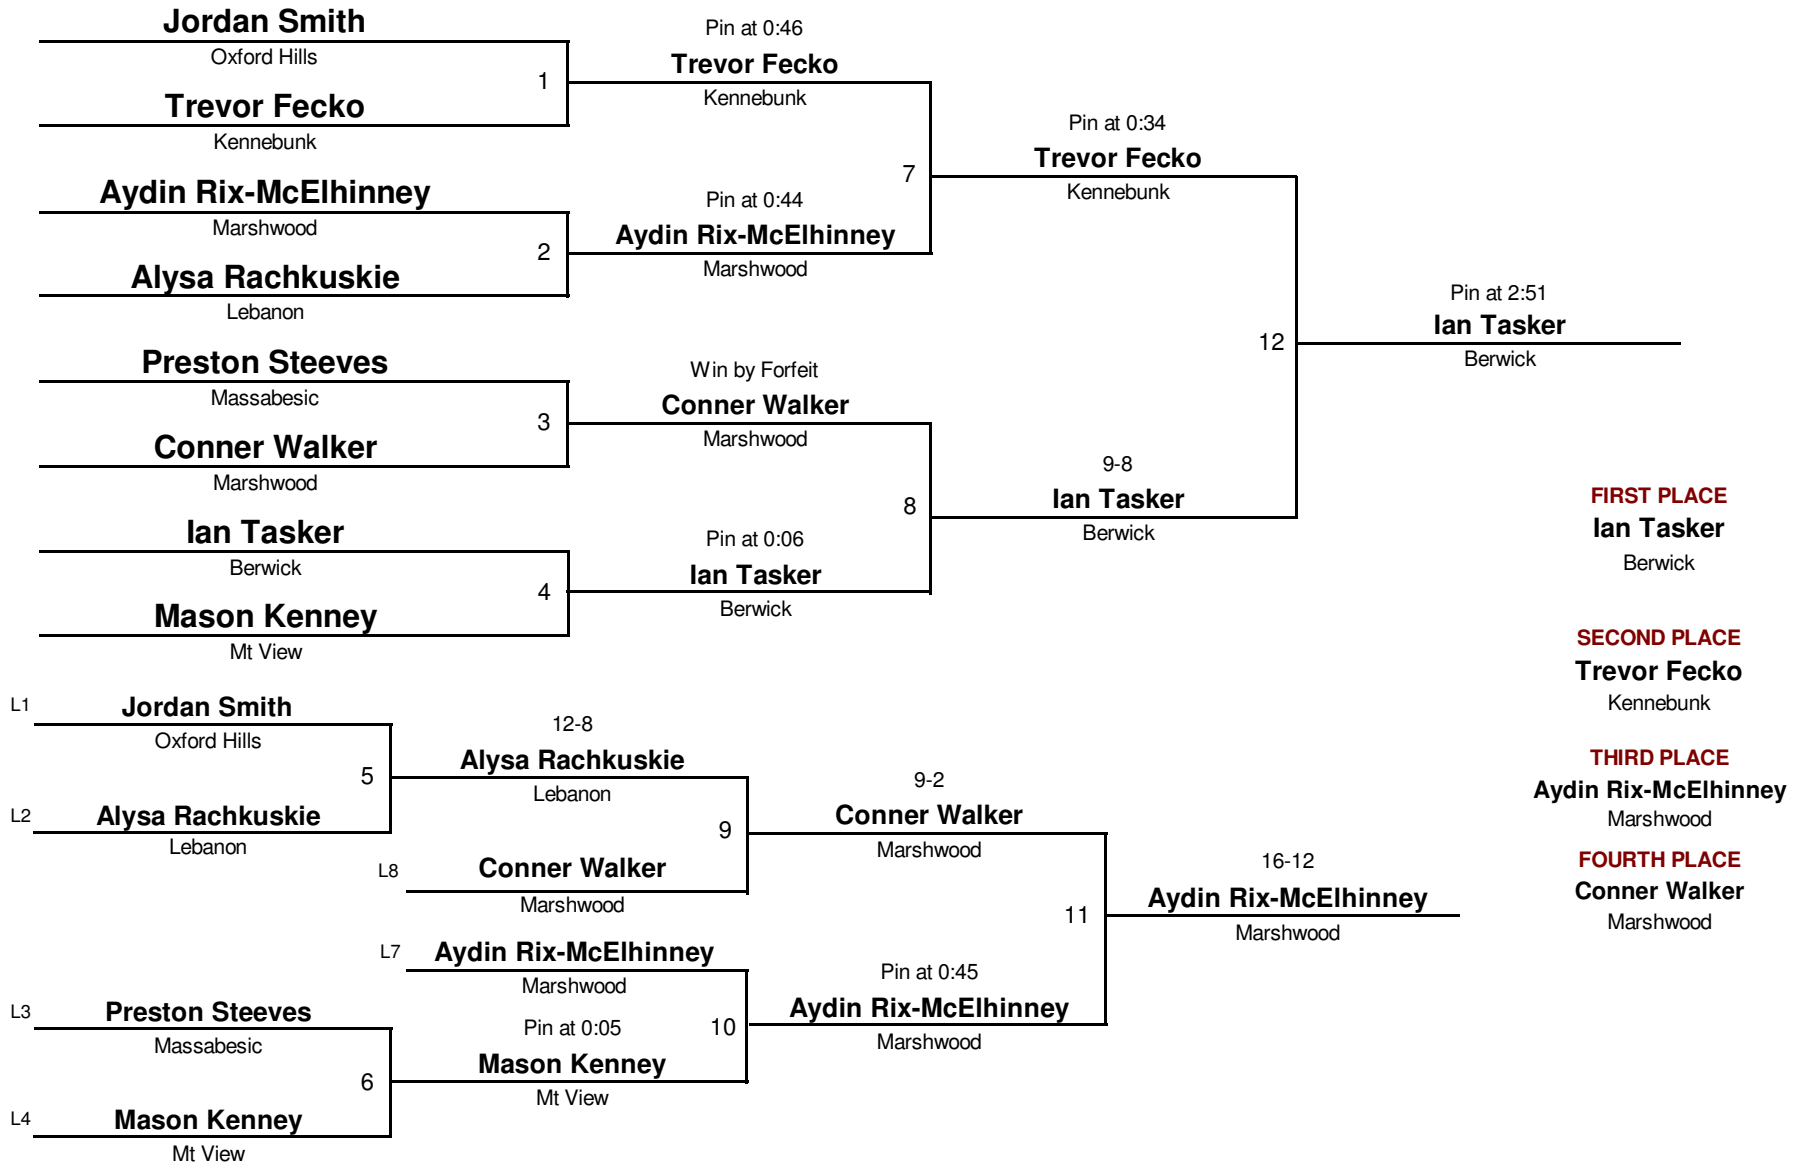 Jordan Smith
Oxford Hills
1
Trevor Fecko
Kennebunk
Pin at 0:46
Trevor Fecko
Kennebunk
Aydin Rix-McElhinney
Marshwood
2
Alysa Rachkuskie
Lebanon
Pin at 0:44
Aydin Rix-McElhinney
Marshwood
7
Pin at 0:34
Trevor Fecko
Kennebunk
Preston Steeves
Massabesic
3
Conner Walker
Marshwood
Win by Forfeit
Conner Walker
Marshwood
Ian Tasker
Berwick
4
Mason Kenney
Mt View
Pin at 0:06
Ian Tasker
Berwick
8
9-8
Ian Tasker
Berwick
12
Pin at 2:51
Ian Tasker
Berwick
FIRST PLACE
Ian Tasker
Berwick
SECOND PLACE
Trevor Fecko
Kennebunk
THIRD PLACE
Aydin Rix-McElhinney
Marshwood
FOURTH PLACE
Conner Walker
Marshwood
L1
Jordan Smith
Oxford Hills
5
L2
Alysa Rachkuskie
Lebanon
12-8
Alysa Rachkuskie
Lebanon
9
L8
Conner Walker
Marshwood
9-2
Conner Walker
Marshwood
L7
Aydin Rix-McElhinney
Marshwood
L3
Preston Steeves
Massabesic
6
L4
Mason Kenney
Mt View
Pin at 0:05
Mason Kenney
Mt View
10
Pin at 0:45
Aydin Rix-McElhinney
Marshwood
11
16-12
Aydin Rix-McElhinney
Marshwood